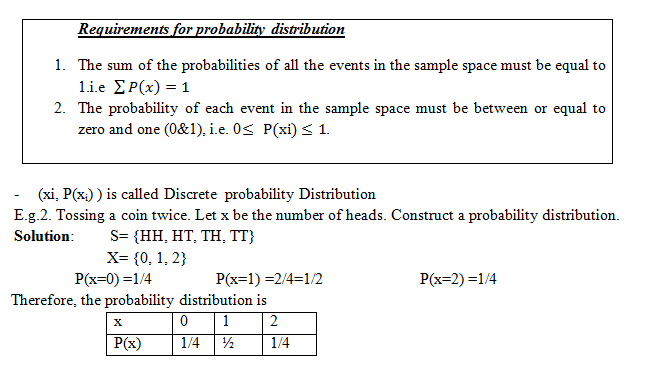 Requirements for probability distribution
1. The sum of the probabilities of all the events in the sample space must be equal to
1.i.e ∑P(x) = 1
2. The probability of each event in the sample space must be between or equal to
zero and one (0&1), i.e. 0≤ P(xi) ≤ 1.
- (xi, P(xᵢ) ) is called Discrete probability Distribution
E.g.2. Tossing a coin twice. Let x be the number of heads. Construct a probability distribution.
Solution: S= {HH, HT, TH, TT}
X= {0, 1, 2}
P(x=0) =1/4 P(x=1) =2/4=1/2 P(x=2) =1/4
Therefore, the probability distribution is
x 0 1 2
P(x) 1/4 ½ 1/4